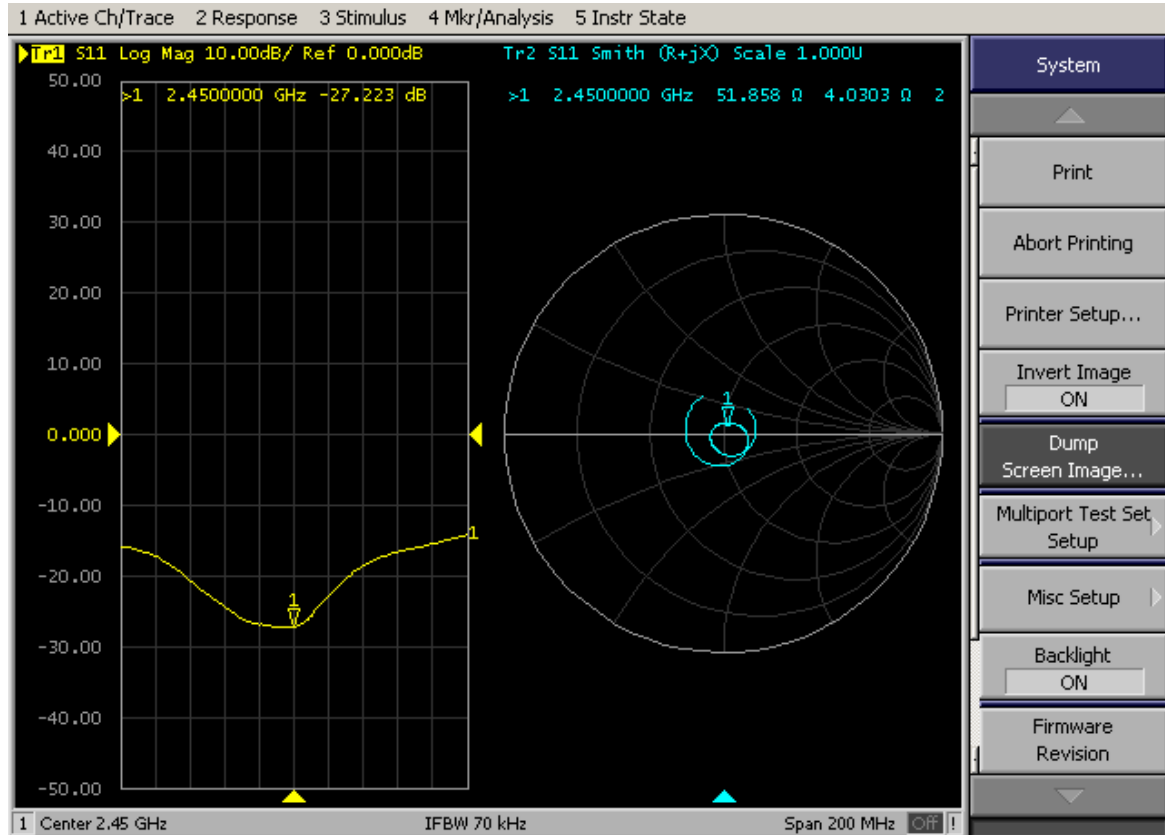 1 Active Ch/Trace 2 Response 3 Stimulus 4 Mkr/Analysis 5 Instr State
Tr1 S11 Log Mag 10.00dB/ Ref 0.000dB
50.00
>1 2.4500000 GHz -27.223 dB
40.00
30.00
20.00
10.00
0.000
-10.00
-20.00
-30.00
-40.00
-50.00
1
1
Tr2 S11 Smith (R+jX) Scale 1.000U
>1 2.4500000 GHz 51.858 Ω 4.0303 Ω 2
1
System
Print
Abort Printing
Printer Setup...
Invert Image
ON
Dump
Screen Image...
Multiport Test Set
Setup
Misc Setup
Backlight
ON
Firmware
Revision
1 Center 2.45 GHz IFBW 70 kHz Span 200 MHz Off !